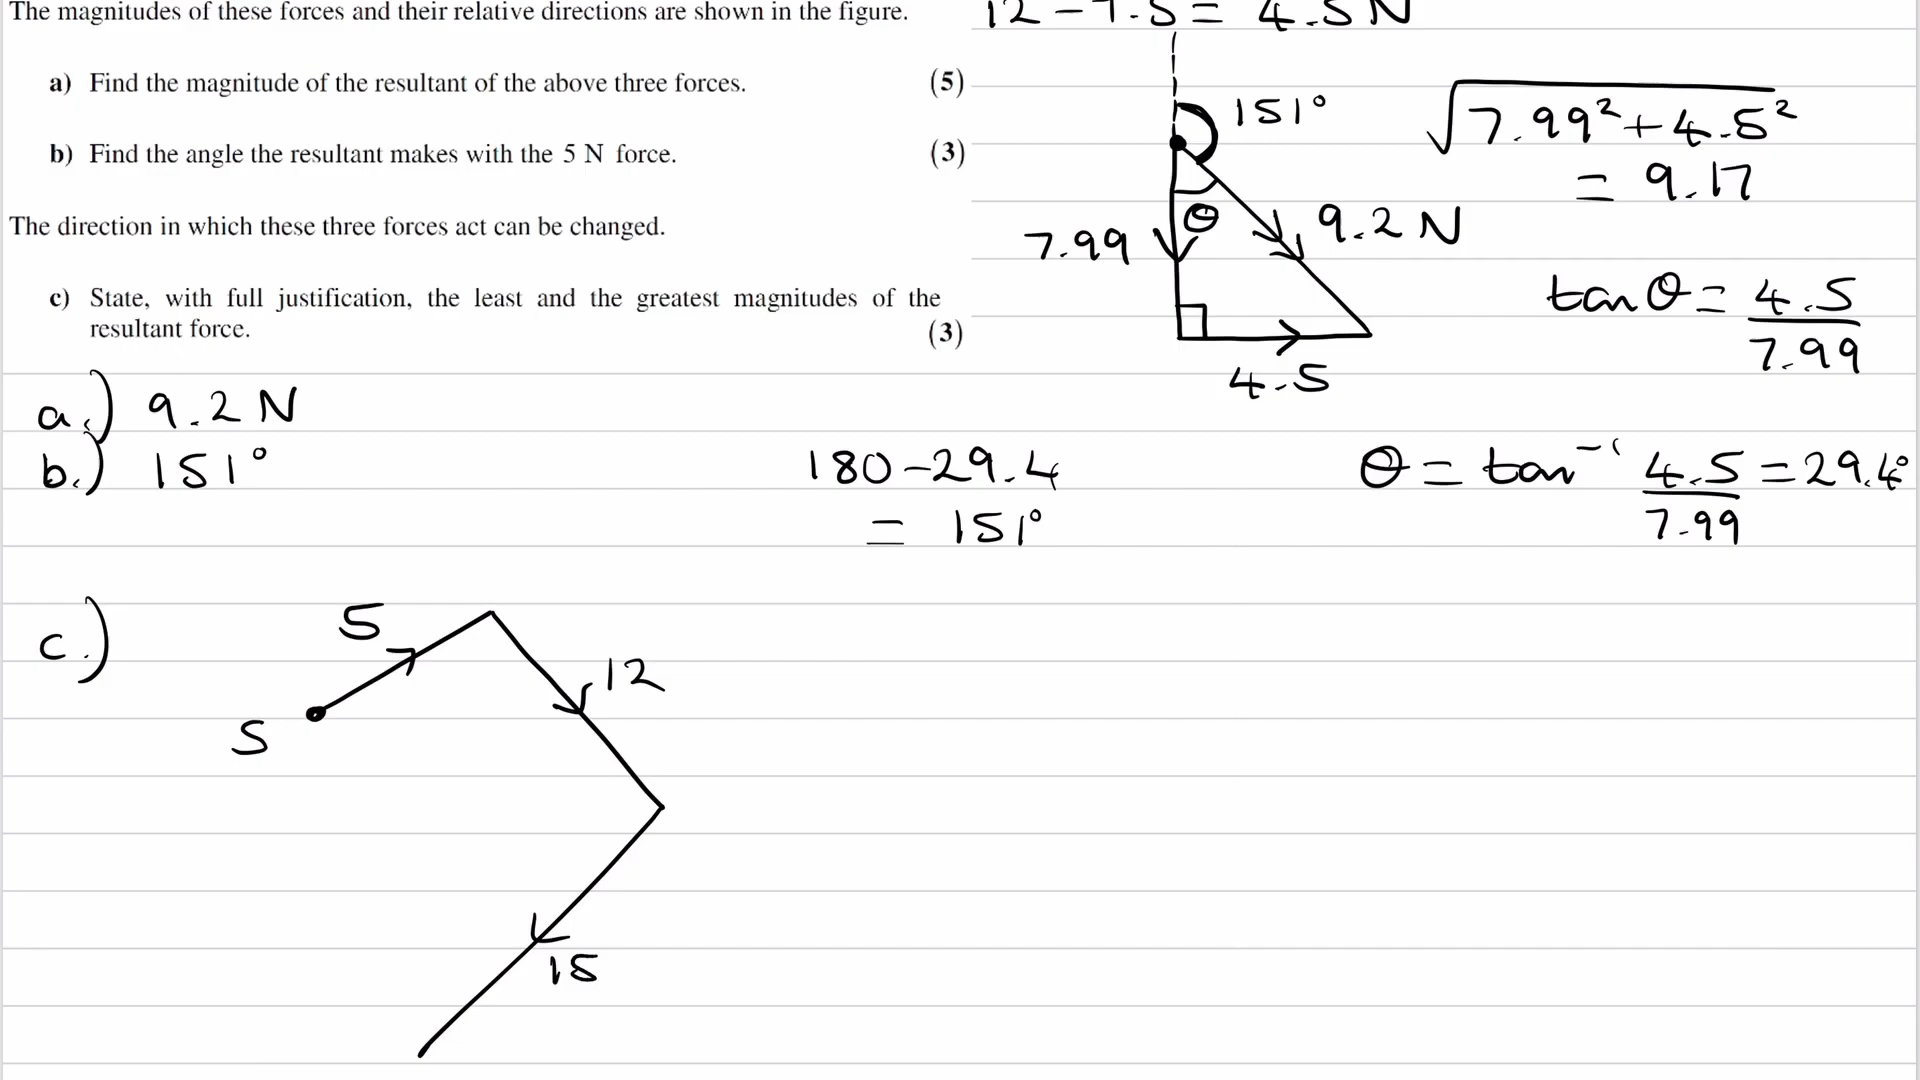 The magnitudes of these forces and their relative directions are shown in the figure.
12 - 7.5 = 4.5 N
a) Find the magnitude of the resultant of the above three forces. (5)
b) Find the angle the resultant makes with the 5 N force. (3)
The direction in which these three forces act can be changed.
c) State, with full justification, the least and the greatest magnitudes of the
resultant force. (3)
151°
θ
7.99
9.2 N
4.5
√7.99² + 4.5²
= 9.17
tan θ = 4.5/7.99
a.) 9.2 N
b.) 151°
180 - 29.4
= 151°
θ = tan⁻¹ 4.5/7.99 = 29.4°
c.)
5
12
S
15